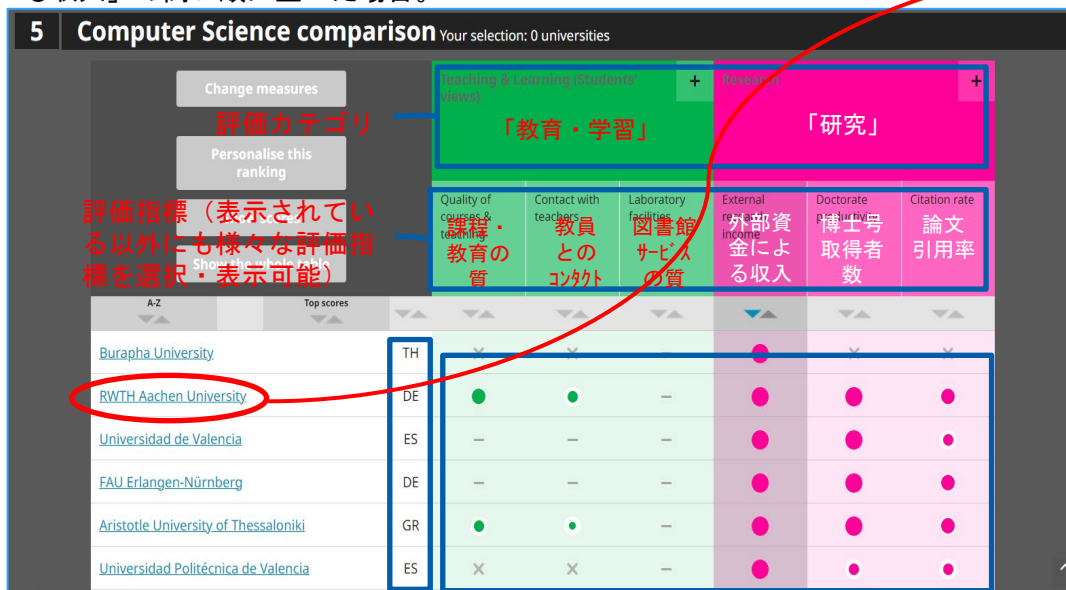 5 Computer Science comparison Your selection: 0 universities
Change measures
Teaching & Learning (Students' views) +
Research +
評価カテゴリ
「教育・学習」
「研究」
Personalise this
ranking
評価指標（表示されてい
る以外にも様々な評価指
標を選択・表示可能）
Show the whole table
Quality of courses & teaching
Contact with teachers
Laboratory facilities
External research income
Doctorate productivity
Citation rate
課程・
教育の
質
教員
との
コンタクト
図書館
サービス
の質
外部資
金によ
る収入
博士号
取得者
数
論文
引用率
A-Z
Top scores
Burapha University TH × × – × ×
RWTH Aachen University DE –
Universidad de Valencia ES – – –
FAU Erlangen-Nürnberg DE – – –
Aristotle University of Thessaloniki GR –
Universidad Politécnica de Valencia ES × × –